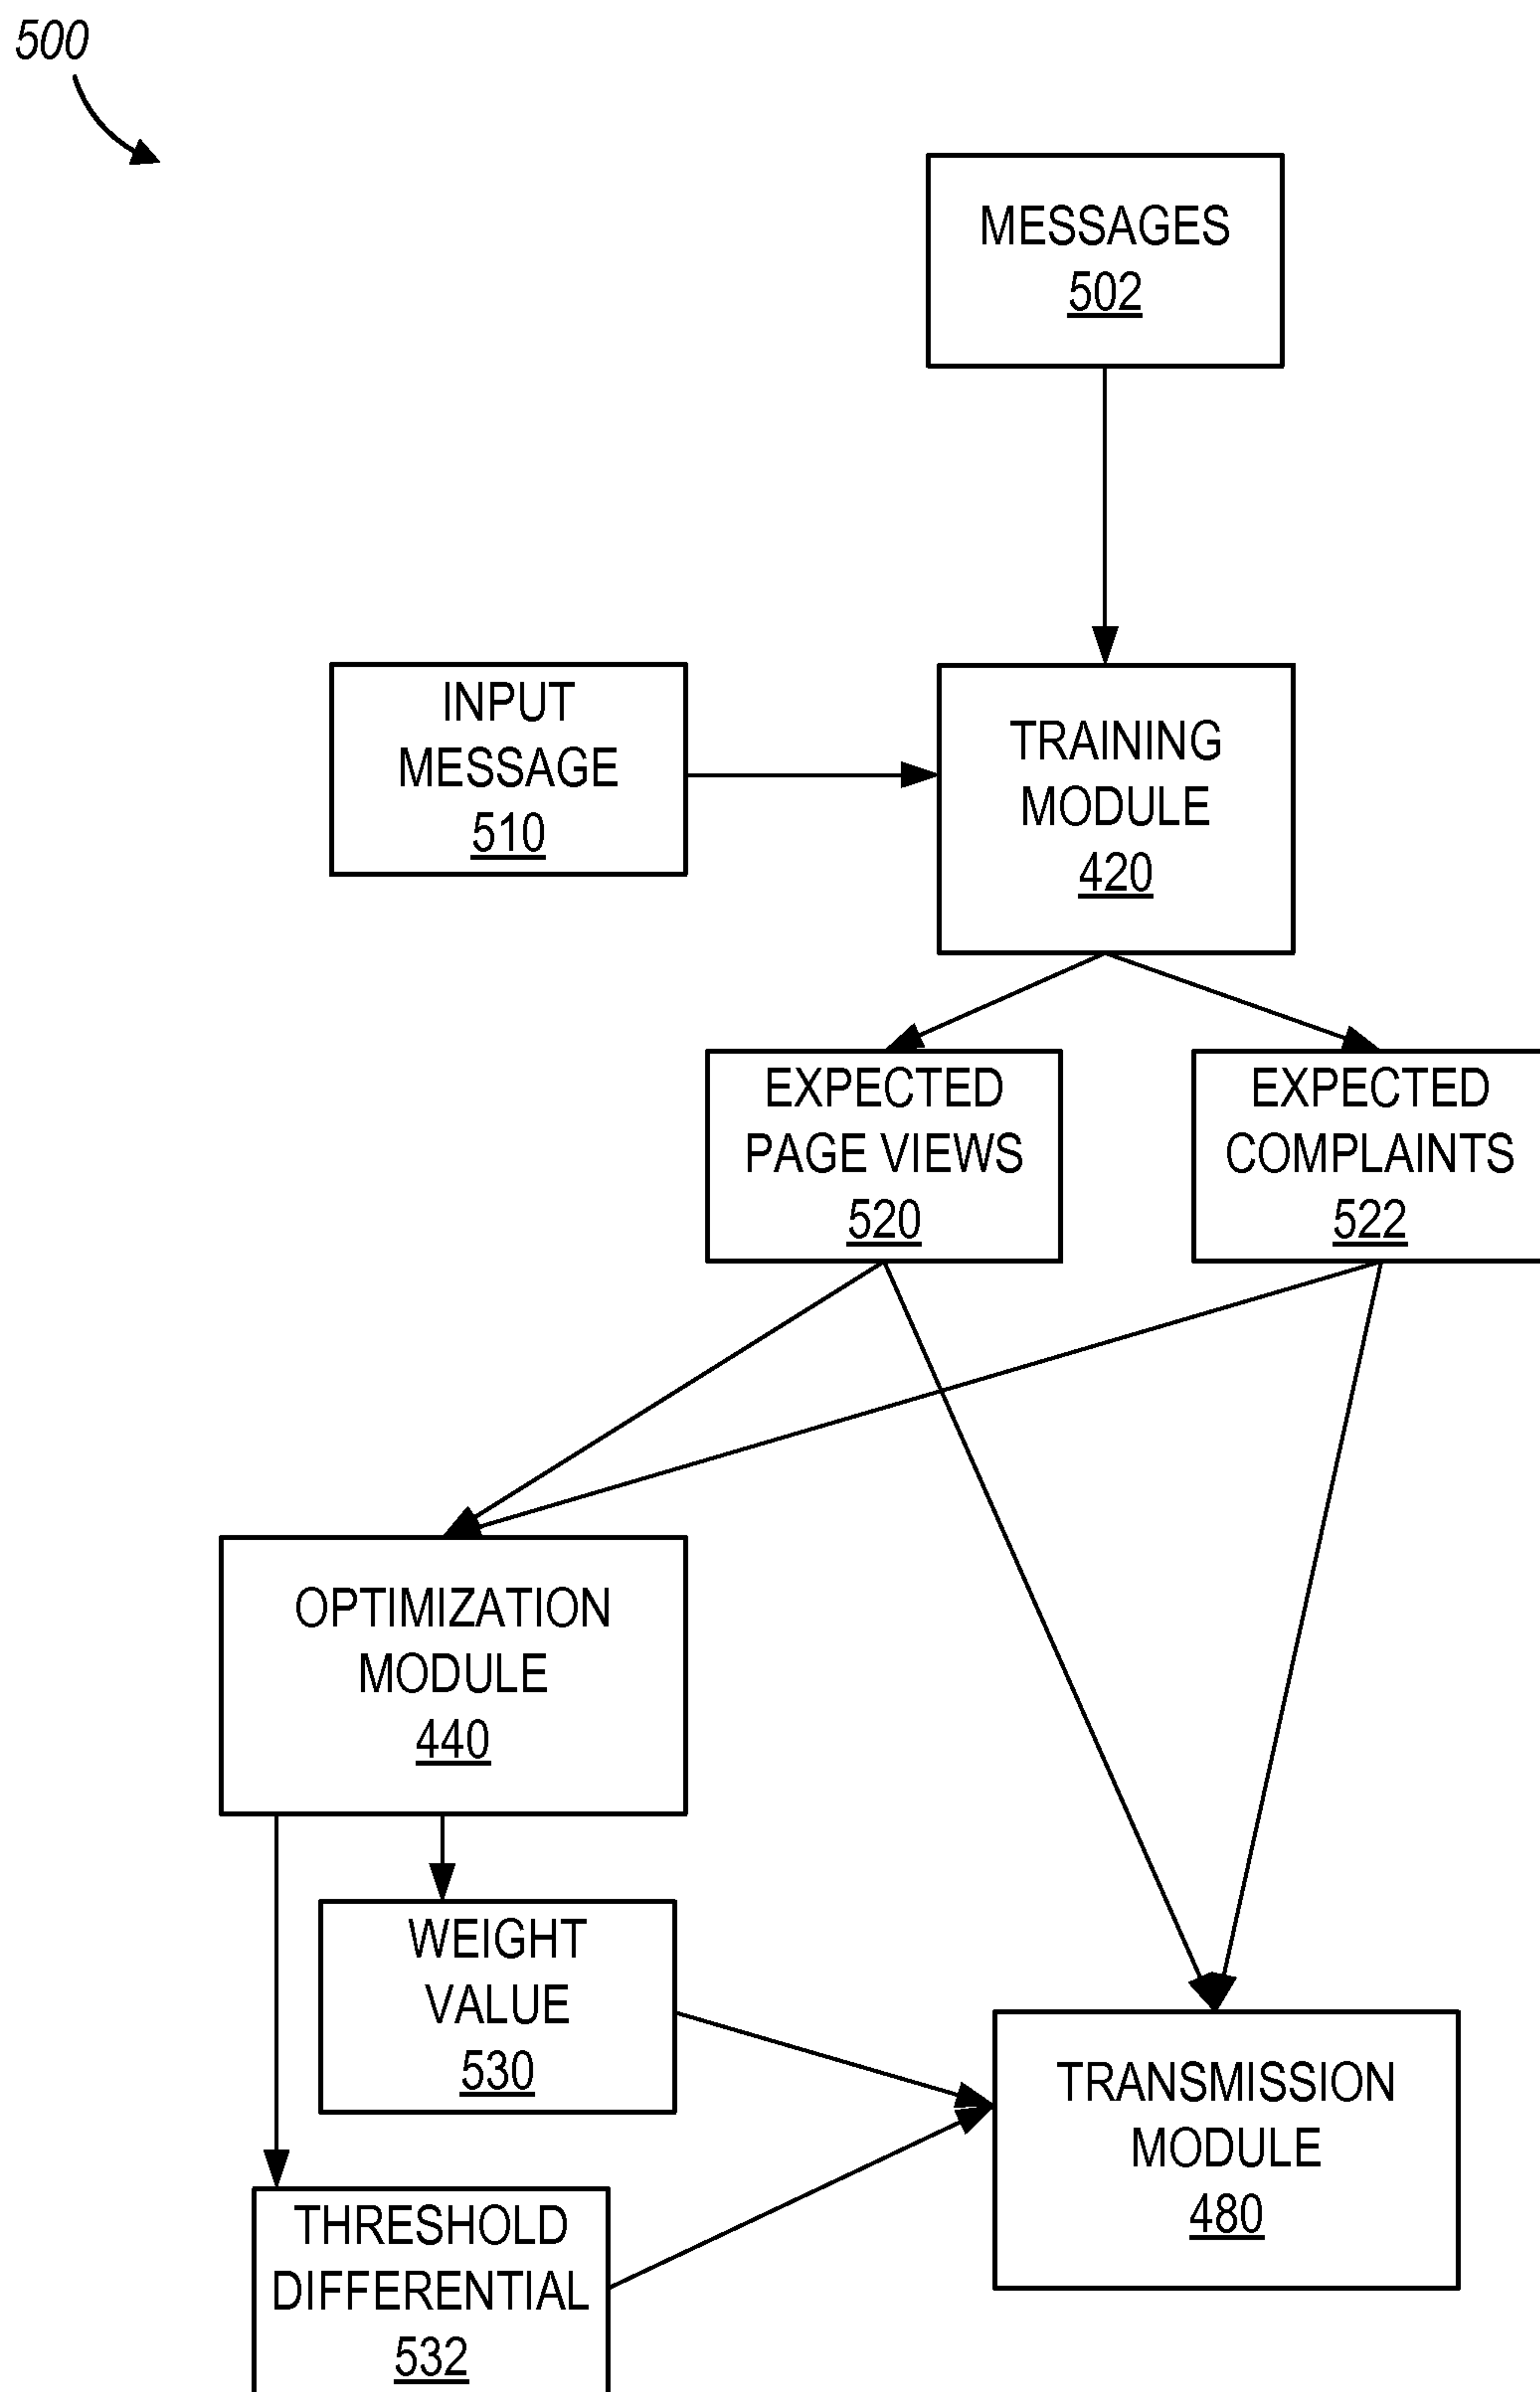 500
MESSAGES
502
INPUT
MESSAGE
510
TRAINING
MODULE
420
EXPECTED
PAGE VIEWS
520
EXPECTED
COMPLAINTS
522
OPTIMIZATION
MODULE
440
WEIGHT
VALUE
530
TRANSMISSION
MODULE
480
THRESHOLD
DIFFERENTIAL
532